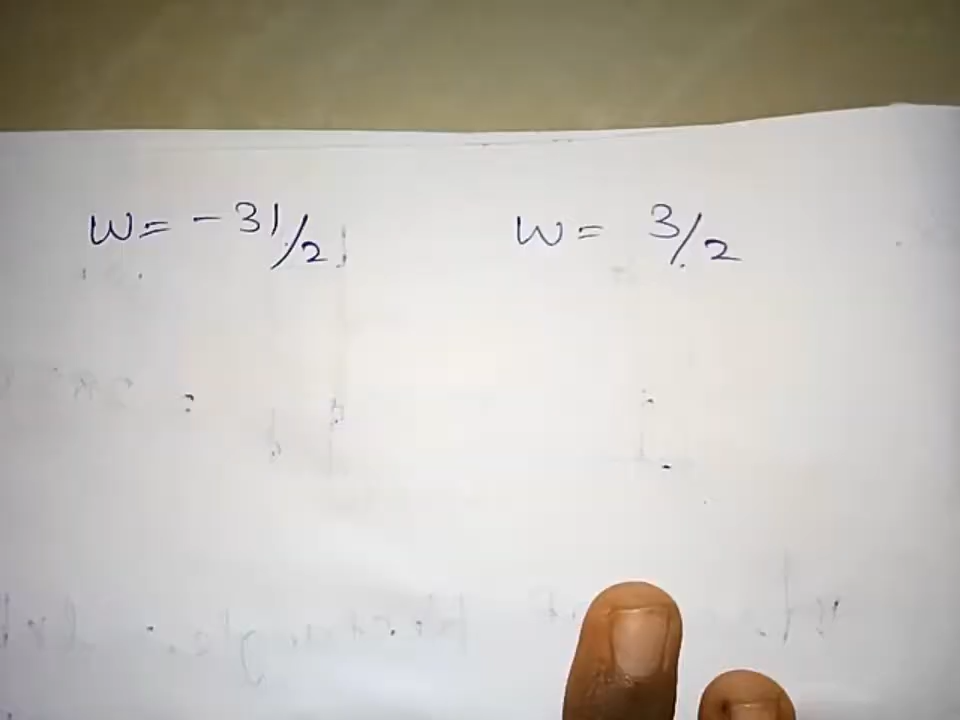 W = - 31/2 W = 3/2